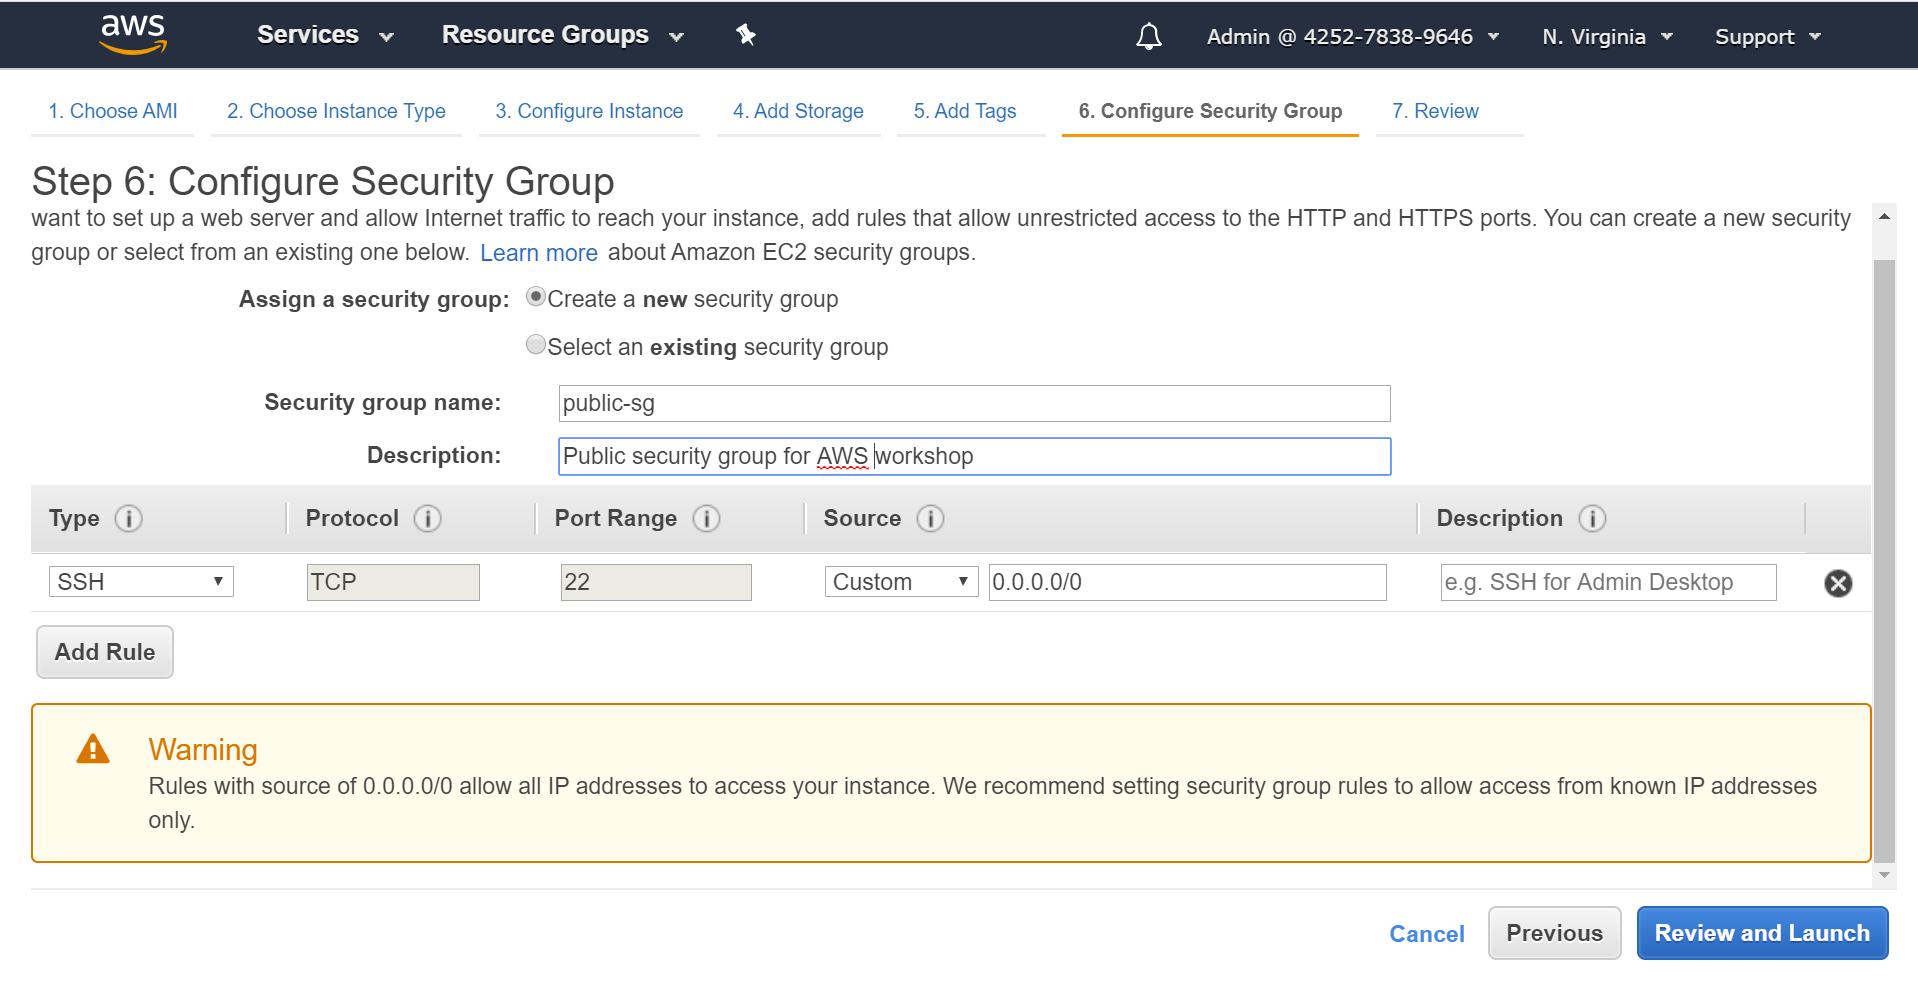 aws Services Resource Groups Admin @ 4252-7838-9646 N. Virginia Support
1. Choose AMI 2. Choose Instance Type 3. Configure Instance 4. Add Storage 5. Add Tags 6. Configure Security Group 7. Review
Step 6: Configure Security Group
want to set up a web server and allow Internet traffic to reach your instance, add rules that allow unrestricted access to the HTTP and HTTPS ports. You can create a new security
group or select from an existing one below. Learn more about Amazon EC2 security groups.
Assign a security group: Create a new security group
Select an existing security group
Security group name: public-sg
Description: Public security group for AWS workshop
Type Protocol Port Range Source Description
SSH TCP 22 Custom 0.0.0.0/0 e.g. SSH for Admin Desktop
Add Rule
Warning
Rules with source of 0.0.0.0/0 allow all IP addresses to access your instance. We recommend setting security group rules to allow access from known IP addresses
only.
Cancel Previous Review and Launch